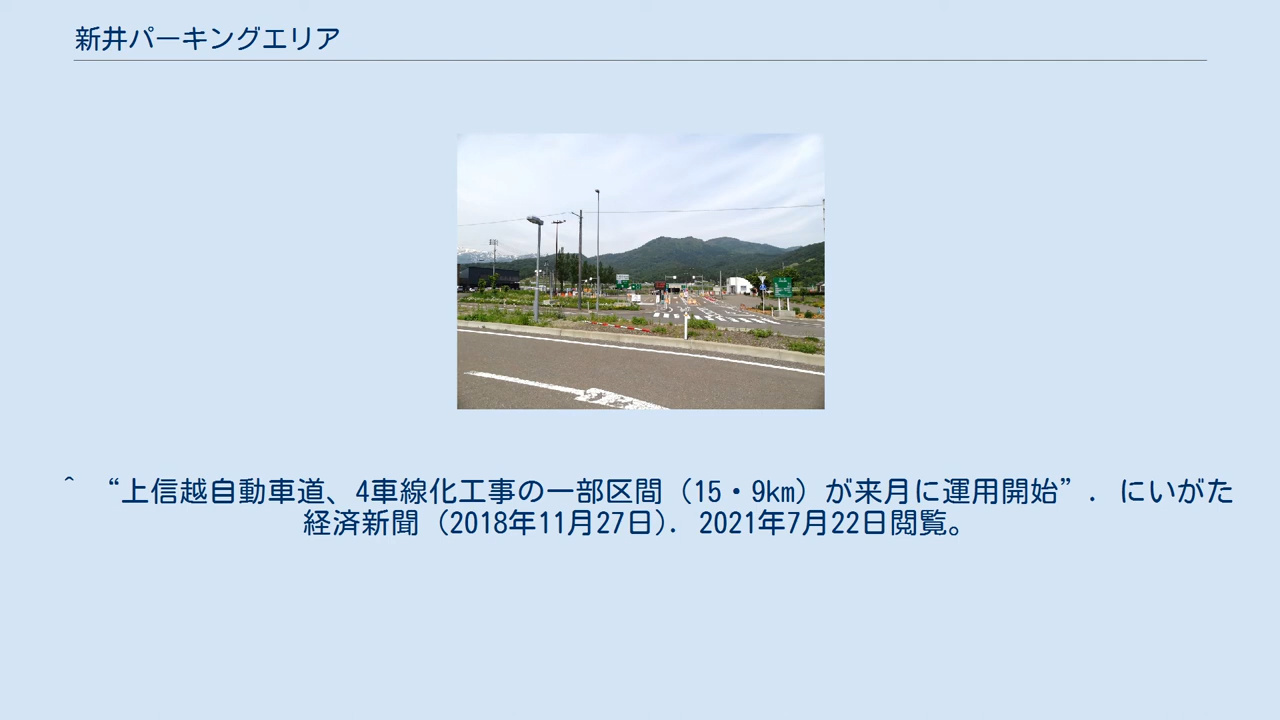 新井パーキングエリア
^ “上信越自動車道、4車線化工事の一部区間（15・9km）が来月に運用開始”. にいがた
経済新聞 (2018年11月27日). 2021年7月22日閲覧。